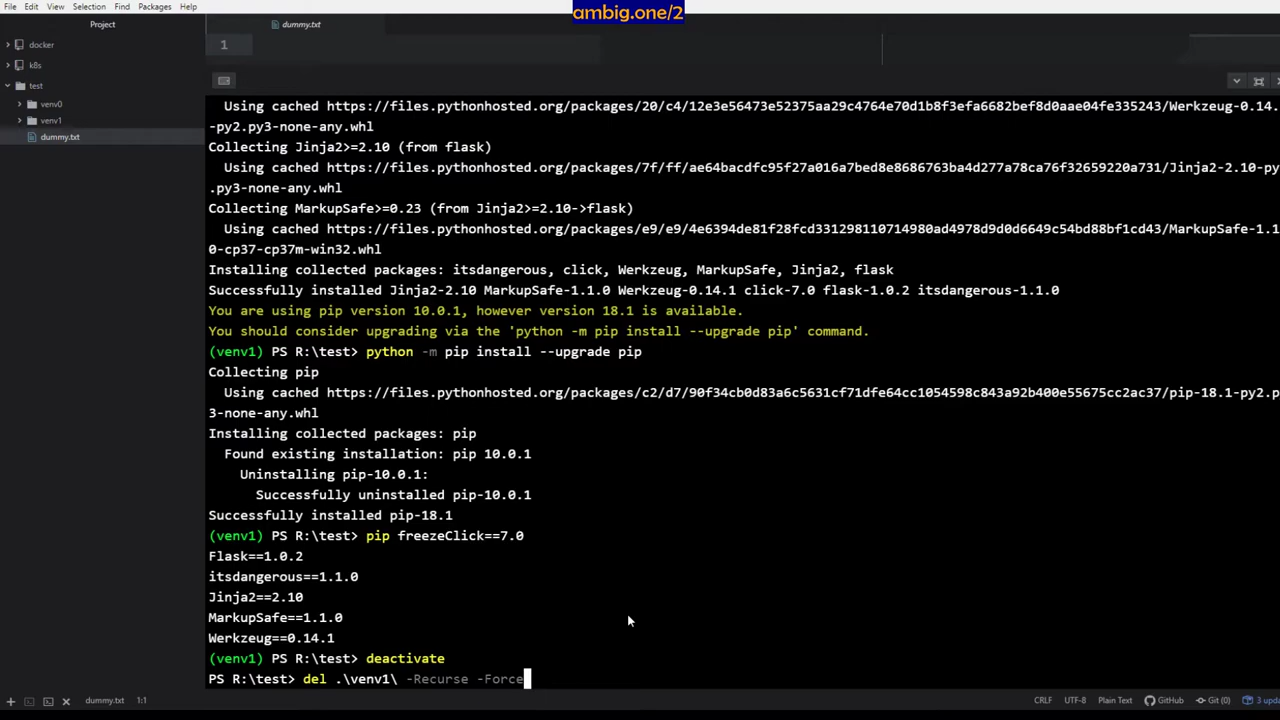 File Edit View Selection Find Packages Help
ambig.one/2
Project
dummy.txt
docker
k8s
test
venv0
venv1
dummy.txt
1
Using cached https://files.pythonhosted.org/packages/20/c4/12e3e56473e52375aa29c4764e70d1b8f3efa6682bef8d0aae04fe335243/Werkzeug-0.14.
-py2.py3-none-any.whl
Collecting Jinja2>=2.10 (from flask)
Using cached https://files.pythonhosted.org/packages/7f/ff/ae64bacdfc95f27a016a7bed8e8686763ba4d277a78ca76f32659220a731/Jinja2-2.10-py
.py3-none-any.whl
Collecting MarkupSafe>=0.23 (from Jinja2>=2.10->flask)
Using cached https://files.pythonhosted.org/packages/e9/e9/4e6394de81f28fcd331298110714980ad4978d9d0d6649c54bd88bf1cd43/MarkupSafe-1.1
0-cp37-cp37m-win32.whl
Installing collected packages: itsdangerous, click, Werkzeug, MarkupSafe, Jinja2, flask
Successfully installed Jinja2-2.10 MarkupSafe-1.1.0 Werkzeug-0.14.1 click-7.0 flask-1.0.2 itsdangerous-1.1.0
You are using pip version 10.0.1, however version 18.1 is available.
You should consider upgrading via the 'python -m pip install --upgrade pip' command.
(venv1) PS R:\test> python -m pip install --upgrade pip
Collecting pip
Using cached https://files.pythonhosted.org/packages/c2/d7/90f34cb0d83a6c5631cf71dfe64cc1054598c843a92b400e55675cc2ac37/pip-18.1-py2.p
3-none-any.whl
Installing collected packages: pip
Found existing installation: pip 10.0.1
Uninstalling pip-10.0.1:
Successfully uninstalled pip-10.0.1
Successfully installed pip-18.1
(venv1) PS R:\test> pip freezeClick==7.0
Flask==1.0.2
itsdangerous==1.1.0
Jinja2==2.10
MarkupSafe==1.1.0
Werkzeug==0.14.1
(venv1) PS R:\test> deactivate
PS R:\test> del .\venv1\ -Recurse -Force
dummy.txt 1:1 CRLF UTF-8 Plain Text GitHub Git (0) 3 upd